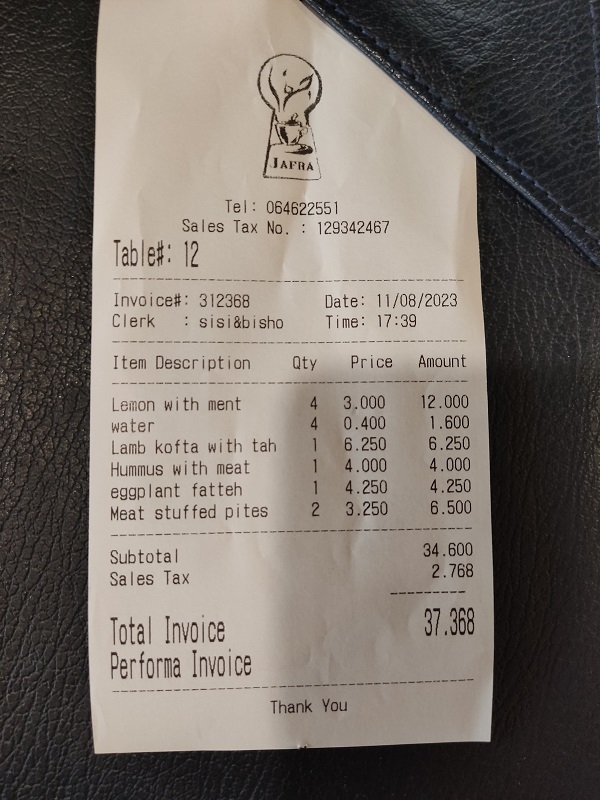 JAFRA
Tel: 064622551
Sales Tax No. : 129342467
Table#: 12
Invoice#: 312368 Date: 11/08/2023
Clerk : sisi&bisho Time: 17:39
Item Description Qty Price Amount
Lemon with ment 4 3.000 12.000
water 4 0.400 1.600
Lamb kofta with tah 1 6.250 6.250
Hummus with meat 1 4.000 4.000
eggplant fatteh 1 4.250 4.250
Meat stuffed pites 2 3.250 6.500
Subtotal 34.600
Sales Tax 2.768
Total Invoice 37.368
Performa Invoice
Thank You